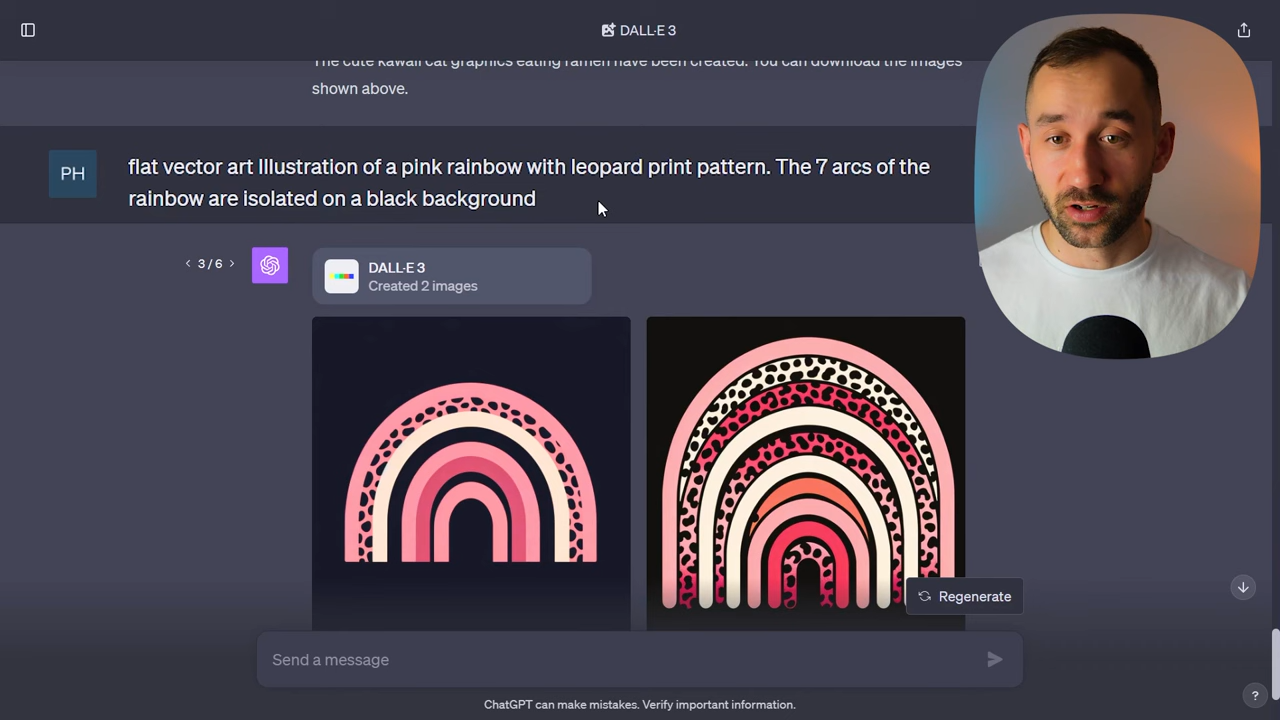 DALL·E 3
The cute kawaii cat graphics eating ramen have been created. You can download the images
shown above.
PH
flat vector art Illustration of a pink rainbow with leopard print pattern. The 7 arcs of the
rainbow are isolated on a black background
3 / 6
DALL·E 3
Created 2 images
Regenerate
Send a message
ChatGPT can make mistakes. Verify important information.
?